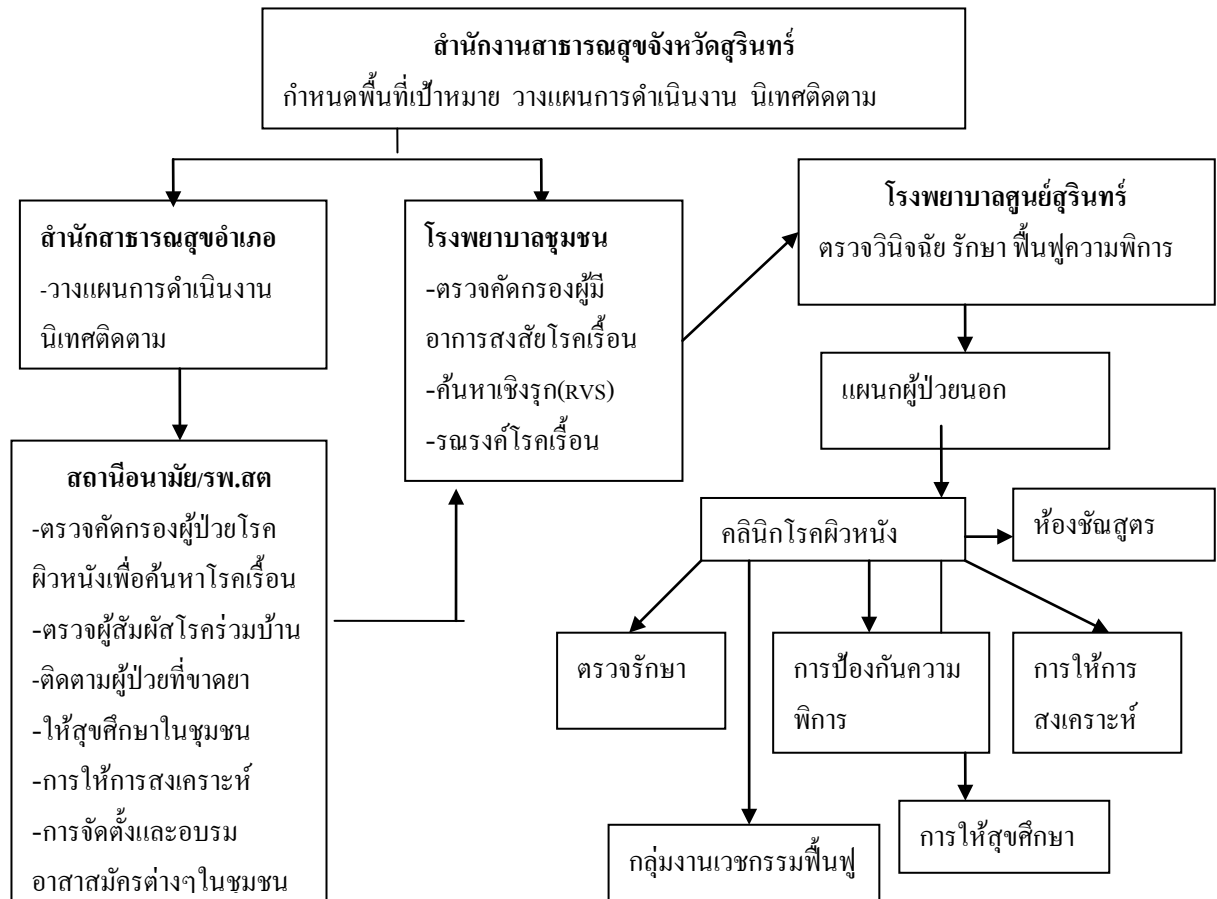 สำนักงานสาธารณสุขจังหวัดสุรินทร์
กำหนดพื้นที่เป้าหมาย วางแผนการดำเนินงาน นิเทศติดตาม
สำนักสาธารณสุขอำเภอ
-วางแผนการดำเนินงาน
นิเทศติดตาม
โรงพยาบาลชุมชน
-ตรวจคัดกรองผู้มี
อาการสงสัยโรคเรื้อน
-ค้นหาเชิงรุก(RVS)
-รณรงค์โรคเรื้อน
โรงพยาบาลศูนย์สุรินทร์
ตรวจวินิจฉัย รักษา ฟื้นฟูความพิการ
แผนกผู้ป่วยนอก
สถานีอนามัย/รพ.สต
-ตรวจคัดกรองผู้ป่วยโรค
ผิวหนังเพื่อค้นหาโรคเรื้อน
-ตรวจผู้สัมผัสโรคร่วมบ้าน
-ติดตามผู้ป่วยที่ขาดยา
-ให้สุขศึกษาในชุมชน
-การให้การสงเคราะห์
-การจัดตั้งและอบรม
อาสาสมัครต่างๆในชุมชน
คลินิกโรคผิวหนัง
ห้องชัณสูตร
ตรวจรักษา
การป้องกันความ
พิการ
การให้การ
สงเคราะห์
การให้สุขศึกษา
กลุ่มงานเวชกรรมฟื้นฟู